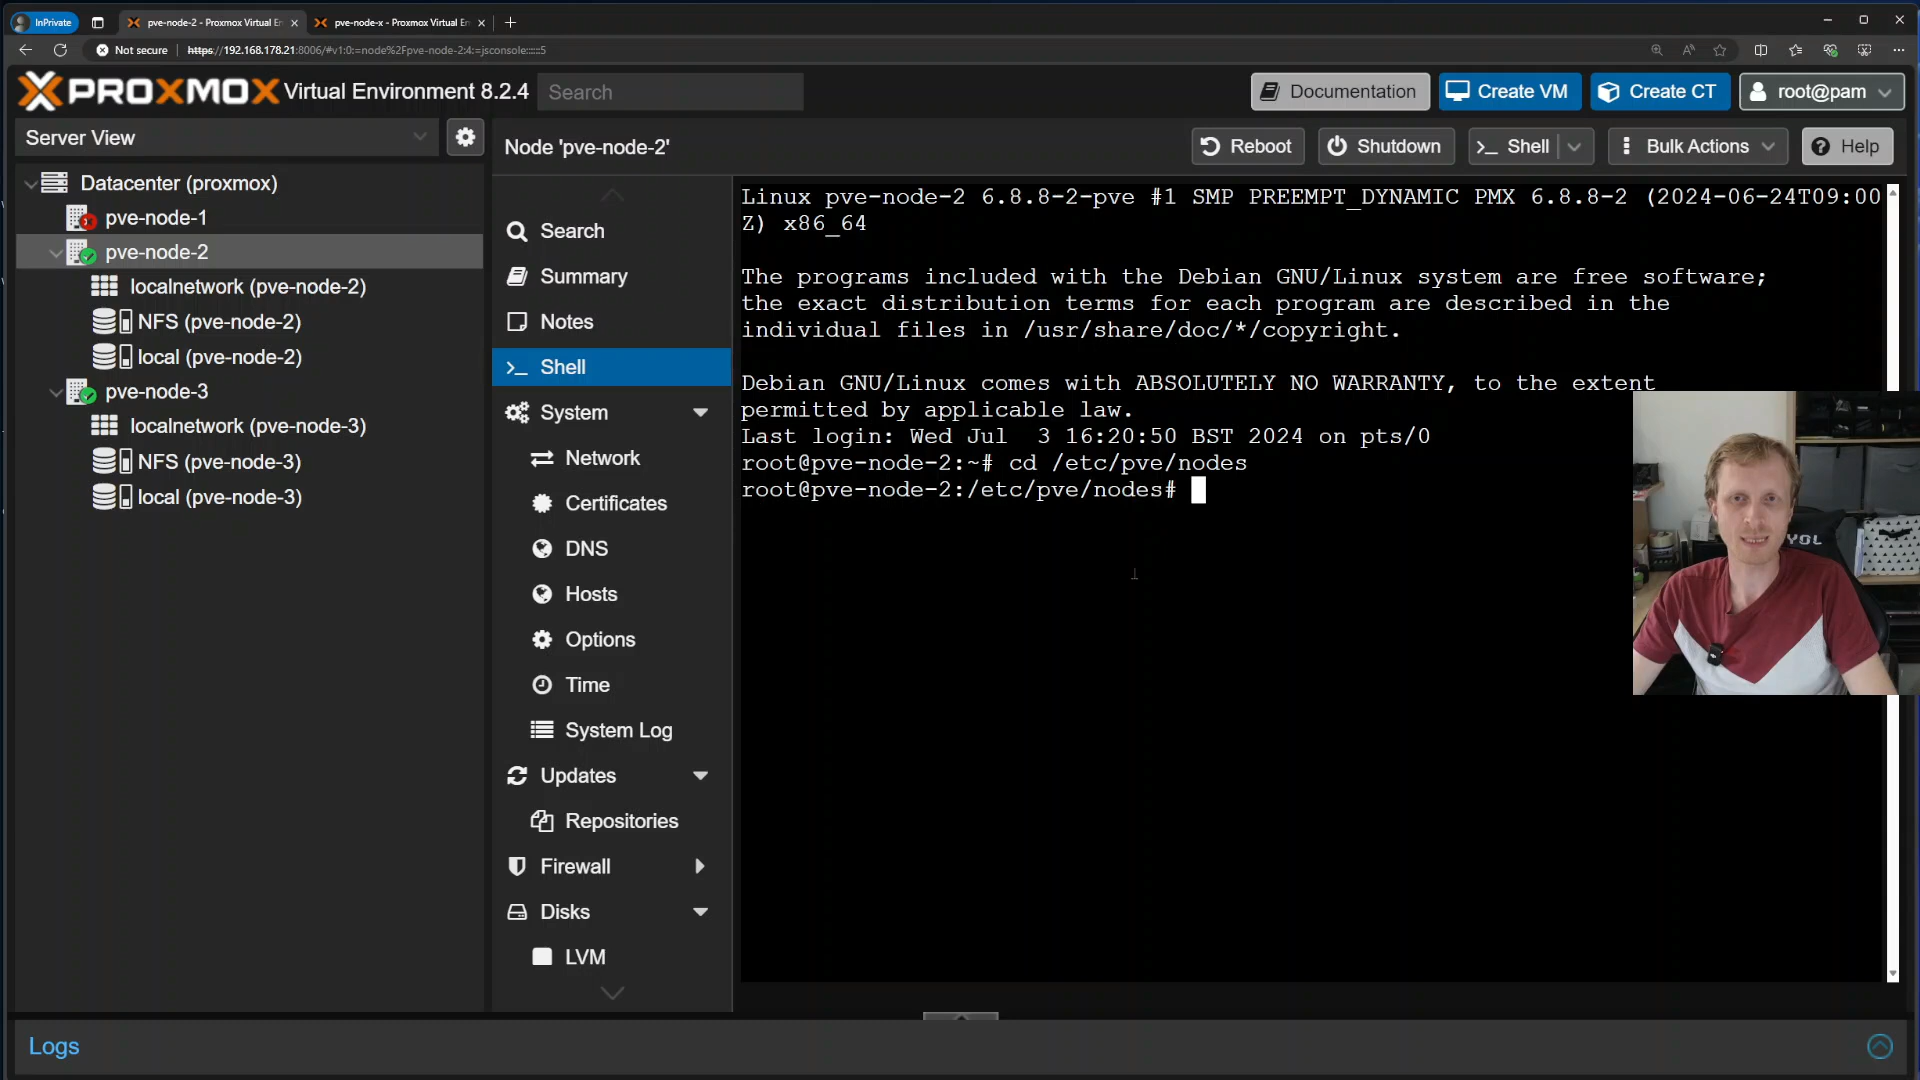 InPrivate
pve-node-2 - Proxmox Virtual En
pve-node-x - Proxmox Virtual En
Not secure
https://192.168.178.21:8006/#v1:0:=node%2Fpve-node-2:4:=jsconsole::::::5
PROXMOX Virtual Environment 8.2.4
Search
Documentation
Create VM
Create CT
root@pam
Server View
Node 'pve-node-2'
Reboot
Shutdown
>_ Shell
Bulk Actions
Help
Datacenter (proxmox)
pve-node-1
pve-node-2
localnetwork (pve-node-2)
NFS (pve-node-2)
local (pve-node-2)
pve-node-3
localnetwork (pve-node-3)
NFS (pve-node-3)
local (pve-node-3)
Search
Summary
Notes
>_ Shell
System
Network
Certificates
DNS
Hosts
Options
Time
System Log
Updates
Repositories
Firewall
Disks
LVM
Linux pve-node-2 6.8.8-2-pve #1 SMP PREEMPT_DYNAMIC PMX 6.8.8-2 (2024-06-24T09:00
Z) x86_64
The programs included with the Debian GNU/Linux system are free software;
the exact distribution terms for each program are described in the
individual files in /usr/share/doc/*/copyright.
Debian GNU/Linux comes with ABSOLUTELY NO WARRANTY, to the extent
permitted by applicable law.
Last login: Wed Jul  3 16:20:50 BST 2024 on pts/0
root@pve-node-2:~# cd /etc/pve/nodes
root@pve-node-2:/etc/pve/nodes#
YOL
Logs